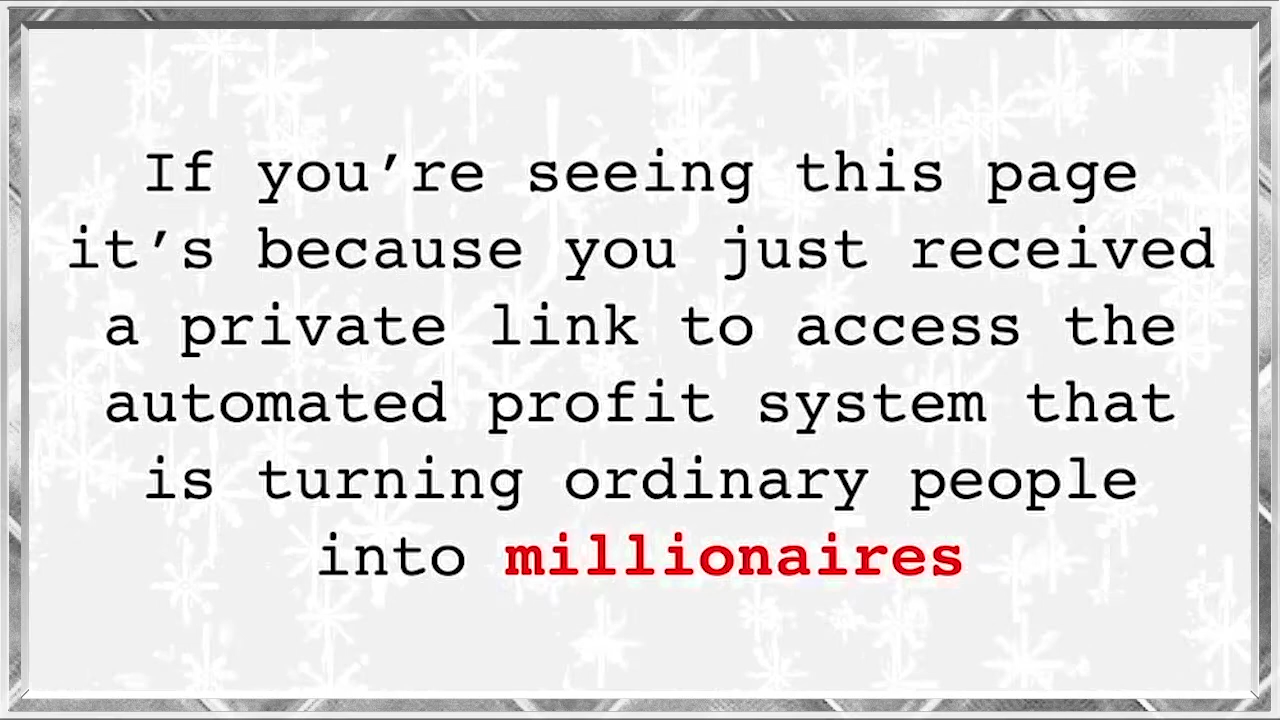 If you’re seeing this page
it’s because you just received
a private link to access the
automated profit system that
is turning ordinary people
into millionaires